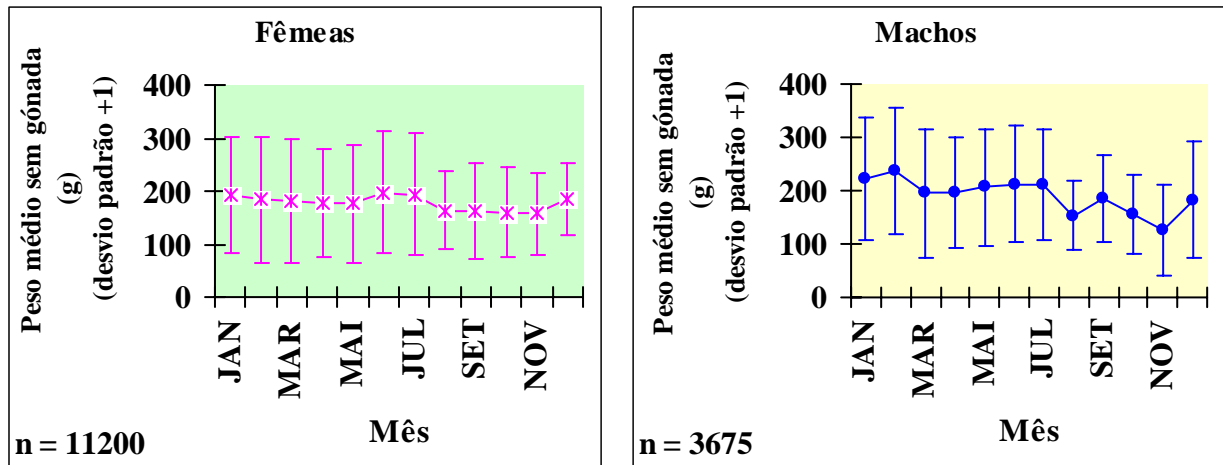 Fêmeas
Peso médio sem gónada
(g)
(desvio padrão +1)
400
300
200
100
0
JAN
MAR
MAI
JUL
SET
NOV
Mês
n = 11200
Machos
Peso médio sem gónada
(g)
(desvio padrão +1)
400
300
200
100
0
JAN
MAR
MAI
JUL
SET
NOV
Mês
n = 3675